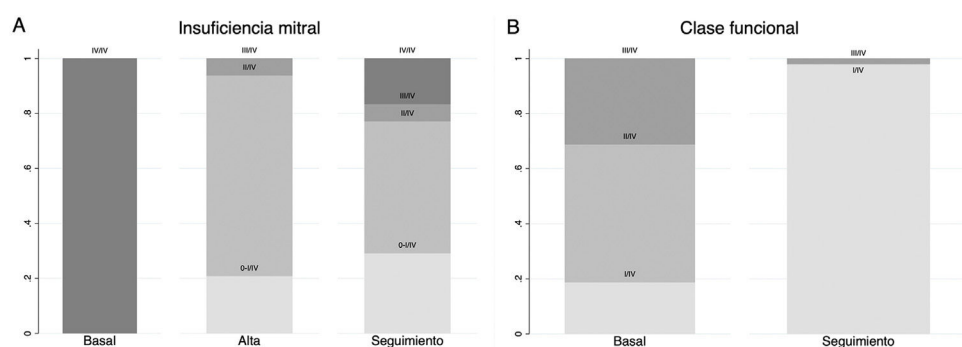 A
Insuficiencia mitral
1
.8
.6
.4
.2
0
IV/IV
Basal
III/IV
II/IV
0-I/IV
Alta
IV/IV
III/IV
II/IV
0-I/IV
Seguimiento
B
Clase funcional
1
.8
.6
.4
.2
0
III/IV
II/IV
I/IV
Basal
III/IV
I/IV
Seguimiento